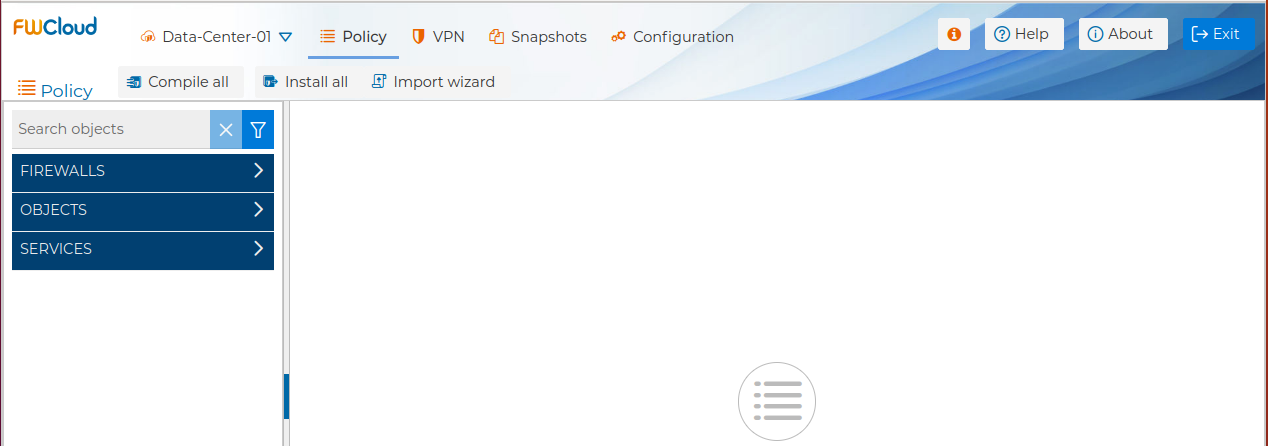 FWCloud
Data-Center-01 Policy VPN Snapshots Configuration Help About Exit
Policy Compile all Install all Import wizard
Search objects
FIREWALLS
OBJECTS
SERVICES